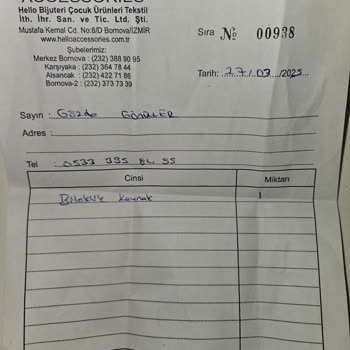 ACCESSORIES
Hello Bijuteri Çocuk Ürünleri Tekstil
İth. İhr. San. ve Tic. Ltd. Şti.
Mustafa Kemal Cd. No:8/D Bornova/İZMİR
www.helloaccessories.com.tr
Şubelerimiz:
Merkez Bornova : (232) 388 90 95
Karşıyaka : (232) 364 78 44
Alsancak : (232) 422 71 86
Bornova-2 : (232) 373 73 39
Sıra № 00938
Tarih: 27/03/2025
Sayın : Gözde
Adres :
Tel : 0533 335 84 55
Cinsi Miktarı
Bileklik kaynak 1